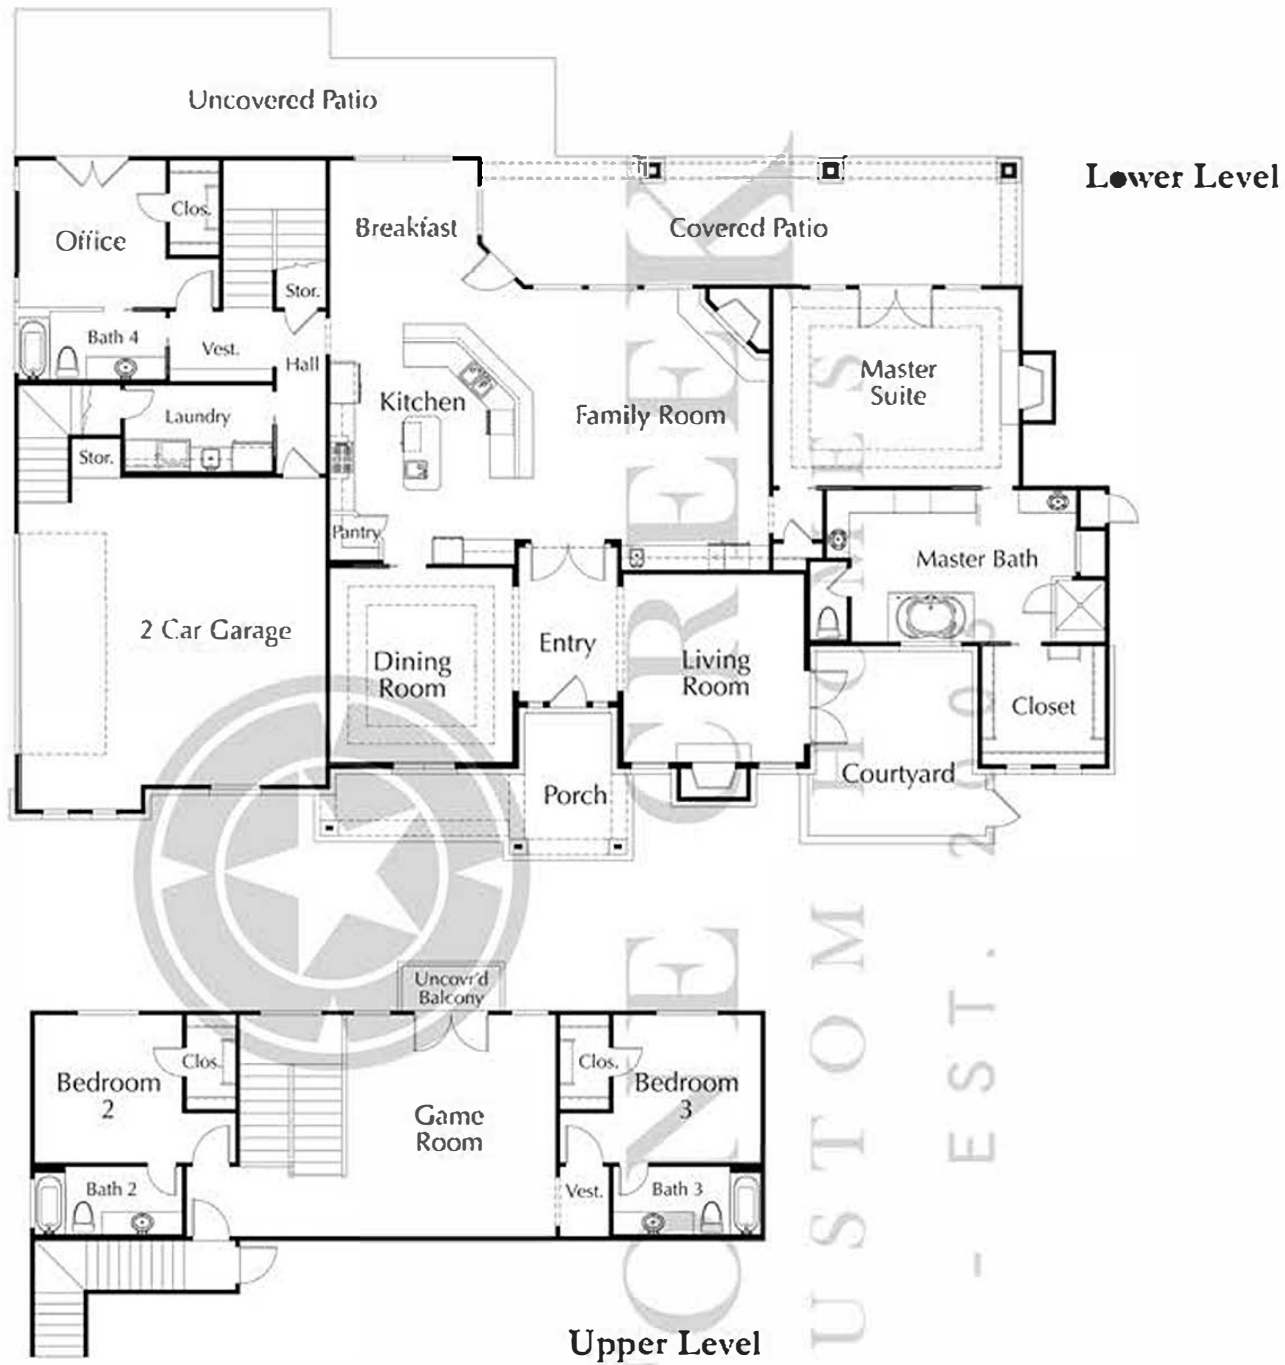 Uncovered Patio
Lower Level
Clos.
Office
Breakfast
Covered Patio
Stor.
Bath 4
Vest.
Hall
Master
Suite
Kitchen
Family Room
Laundry
Stor.
Pantry
Master Bath
2 Car Garage
Entry
Dining
Room
Living
Room
Closet
Courtyard
Porch
Uncovr'd
Balcony
Clos.
Clos.
Bedroom
2
Bedroom
3
Game
Room
Bath 2
Vest.
Bath 3
Upper Level